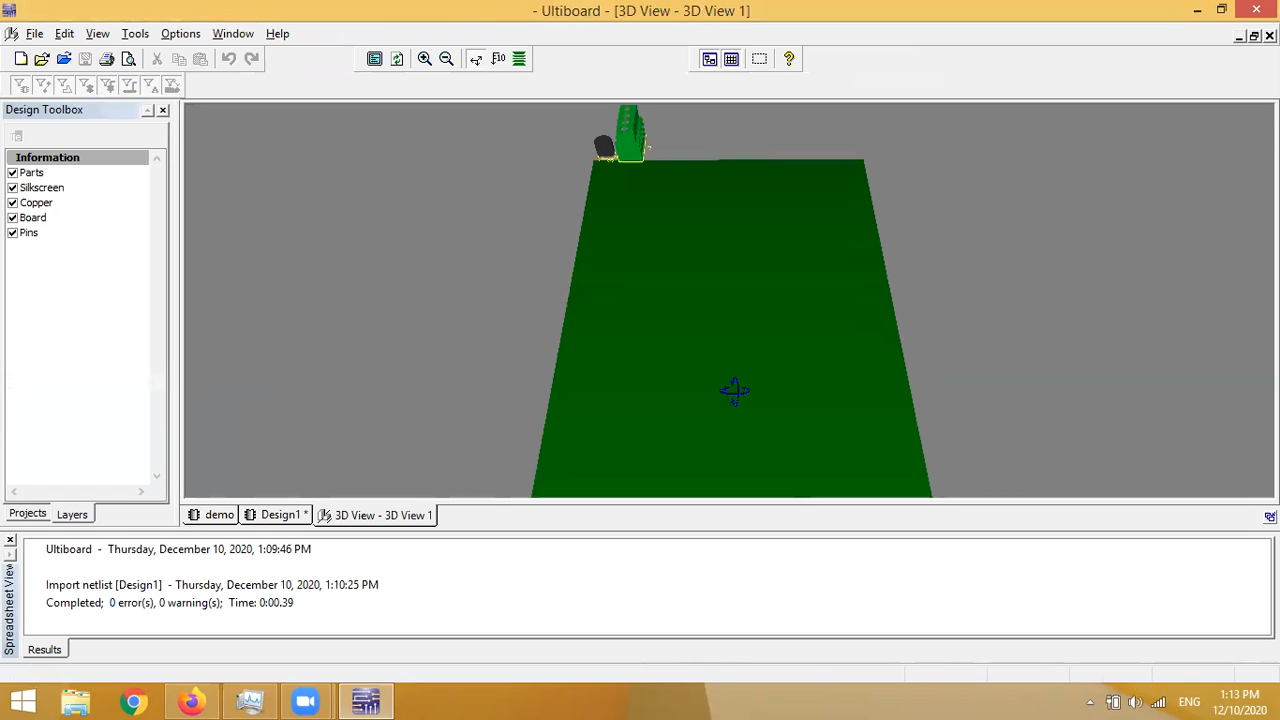 - Ultiboard - [3D View - 3D View 1]
File Edit View Tools Options Window Help
Design Toolbox
Information
Parts
Silkscreen
Copper
Board
Pins
Projects Layers
demo Design1 * 3D View - 3D View 1
Ultiboard - Thursday, December 10, 2020, 1:09:46 PM
Import netlist [Design1] - Thursday, December 10, 2020, 1:10:25 PM
Completed; 0 error(s), 0 warning(s); Time: 0:00.39
Spreadsheet View
Results
ENG
1:13 PM
12/10/2020